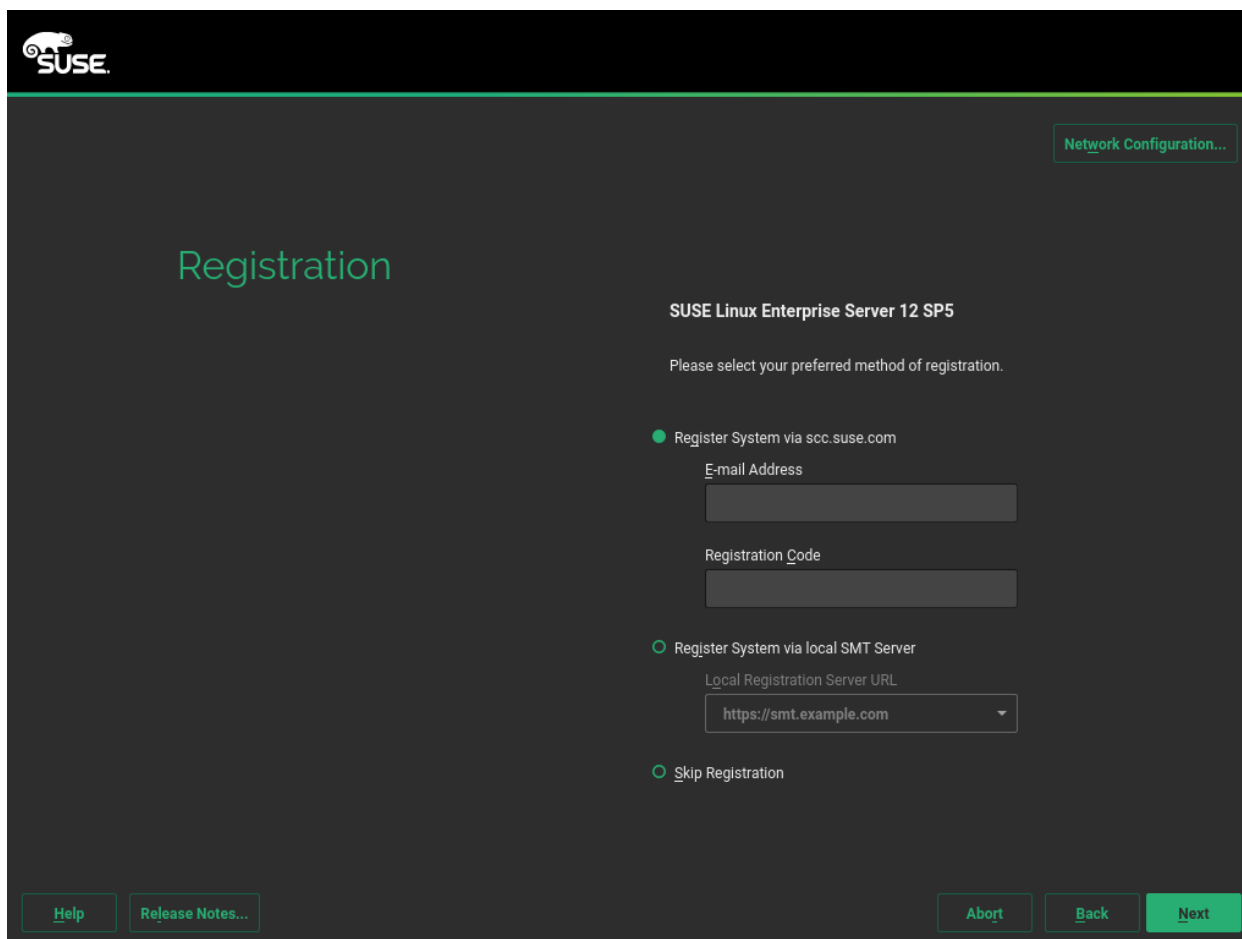 SUSE.
Network Configuration...
Registration
SUSE Linux Enterprise Server 12 SP5
Please select your preferred method of registration.
Register System via scc.suse.com
E-mail Address
Registration Code
Register System via local SMT Server
Local Registration Server URL
https://smt.example.com
Skip Registration
Help Release Notes... Abort Back Next